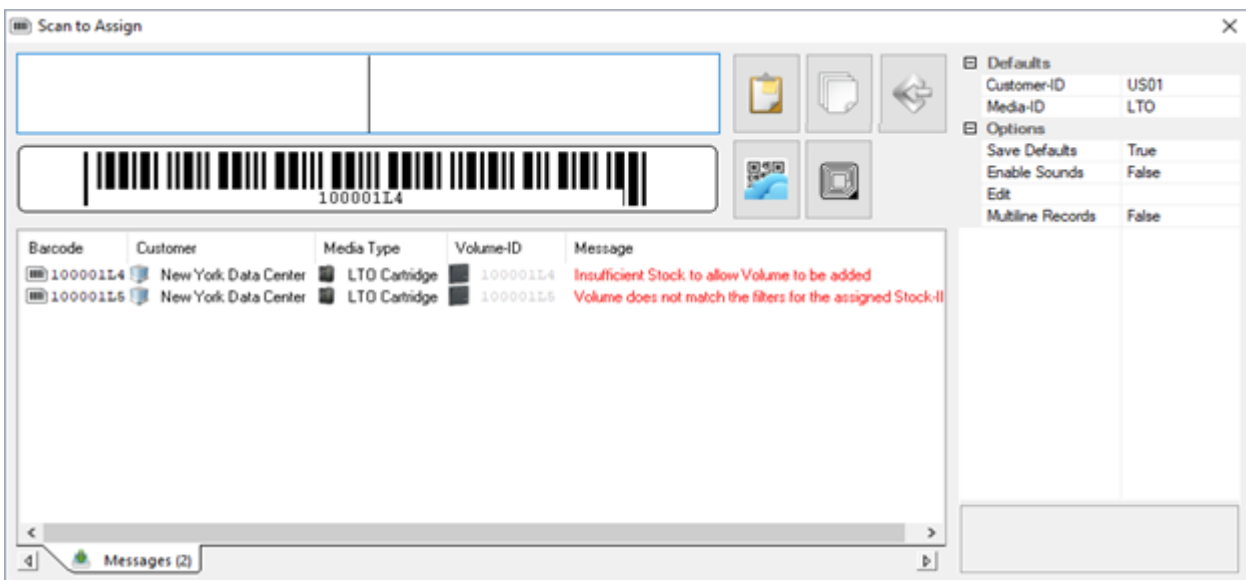 Scan to Assign
100001L4
Defaults
Customer-ID US01
Media-ID LTO
Options
Save Defaults True
Enable Sounds False
Edit
Multiline Records False
Barcode Customer Media Type Volume-ID Message
100001L4 New York Data Center LTO Cartridge 100001L4 Insufficient Stock to allow Volume to be added
100001L5 New York Data Center LTO Cartridge 100001L5 Volume does not match the filters for the assigned Stock-II
Messages (2)